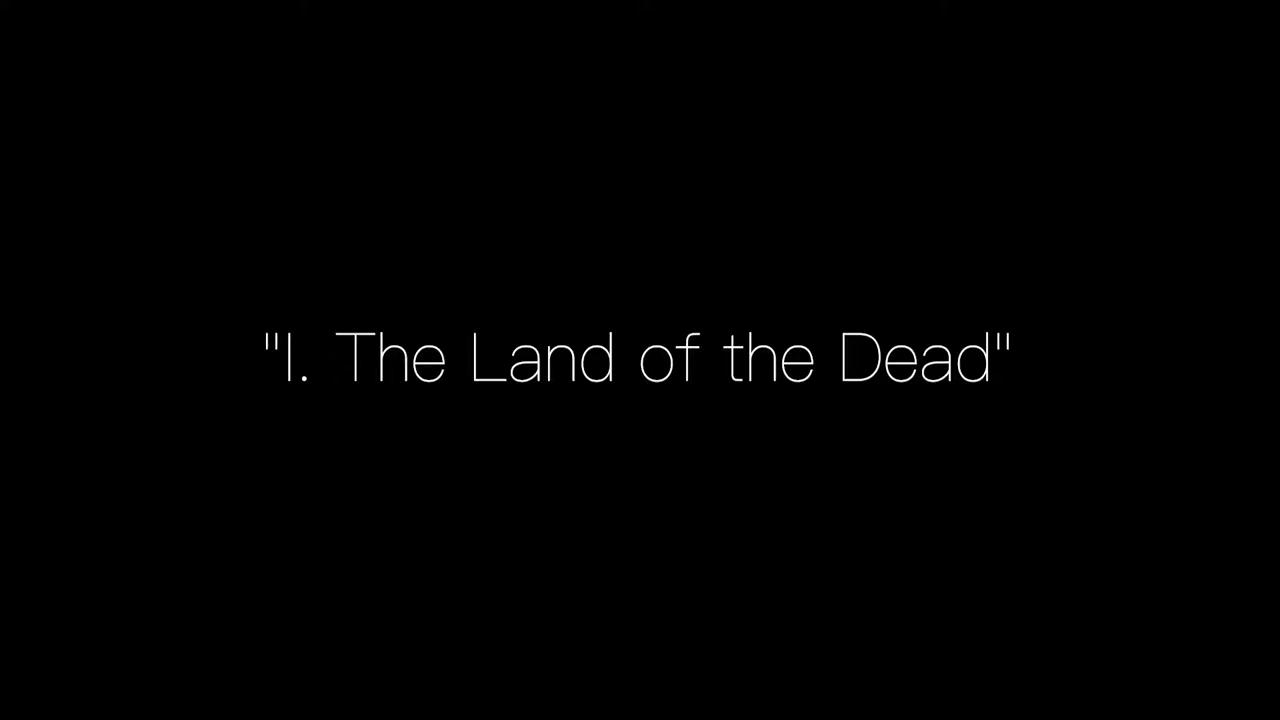 "I. The Land of the Dead"